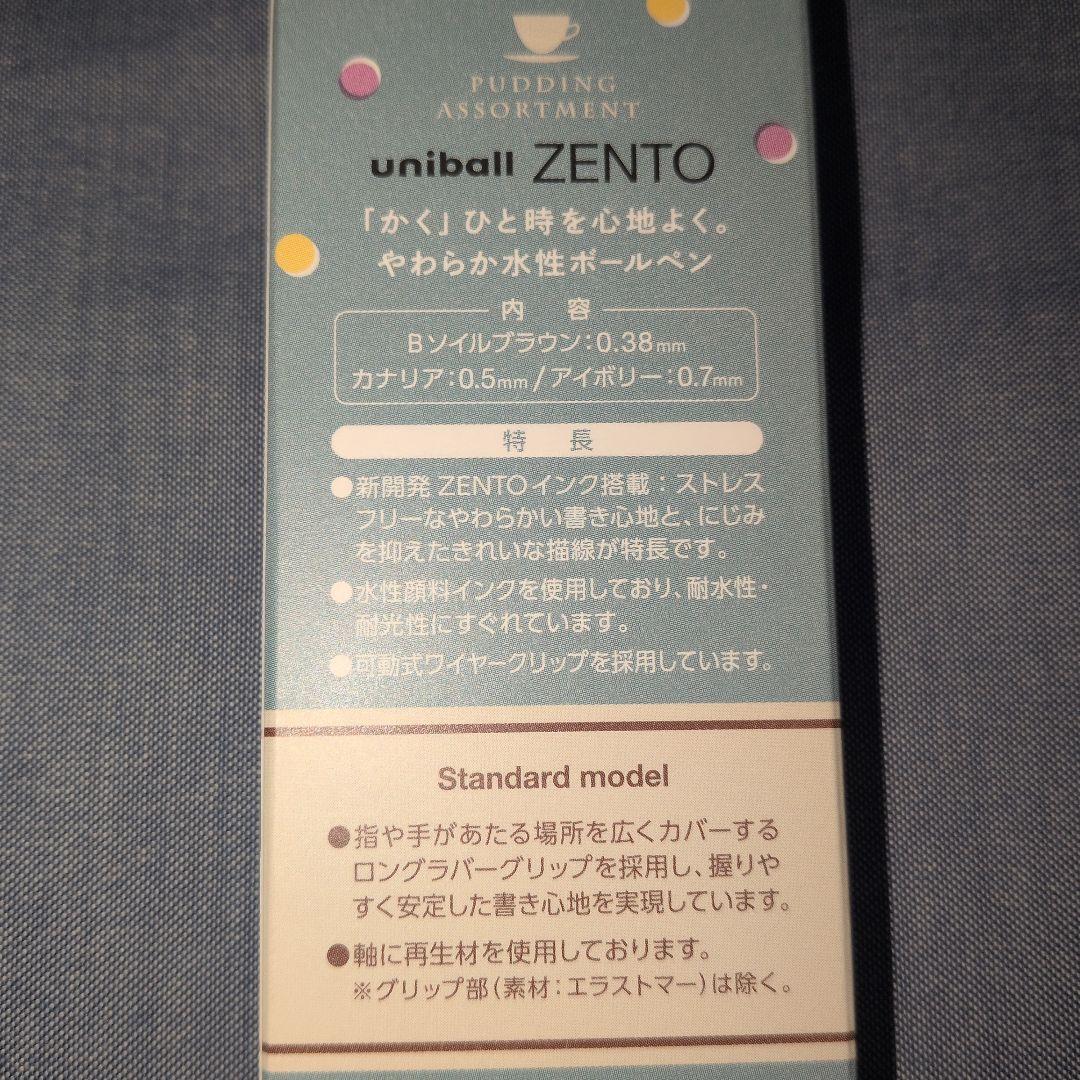 PUDDING
ASSORTMENT
uniball ZENTO
「かく」ひと時を心地よく。
やわらか水性ボールペン
内 容
Bソイルブラウン：0.38mm
カナリア：0.5mm / アイボリー：0.7mm
特 長
●新開発 ZENTOインク搭載：ストレス
フリーなやわらかい書き心地と、にじみ
を抑えたきれいな描線が特長です。
●水性顔料インクを使用しており、耐水性・
耐光性にすぐれています。
●可動式ワイヤークリップを採用しています。
Standard model
●指や手があたる場所を広くカバーする
ロングラバーグリップを採用し、握りや
すく安定した書き心地を実現しています。
●軸に再生材を使用しております。
※グリップ部（素材：エラストマー）は除く。